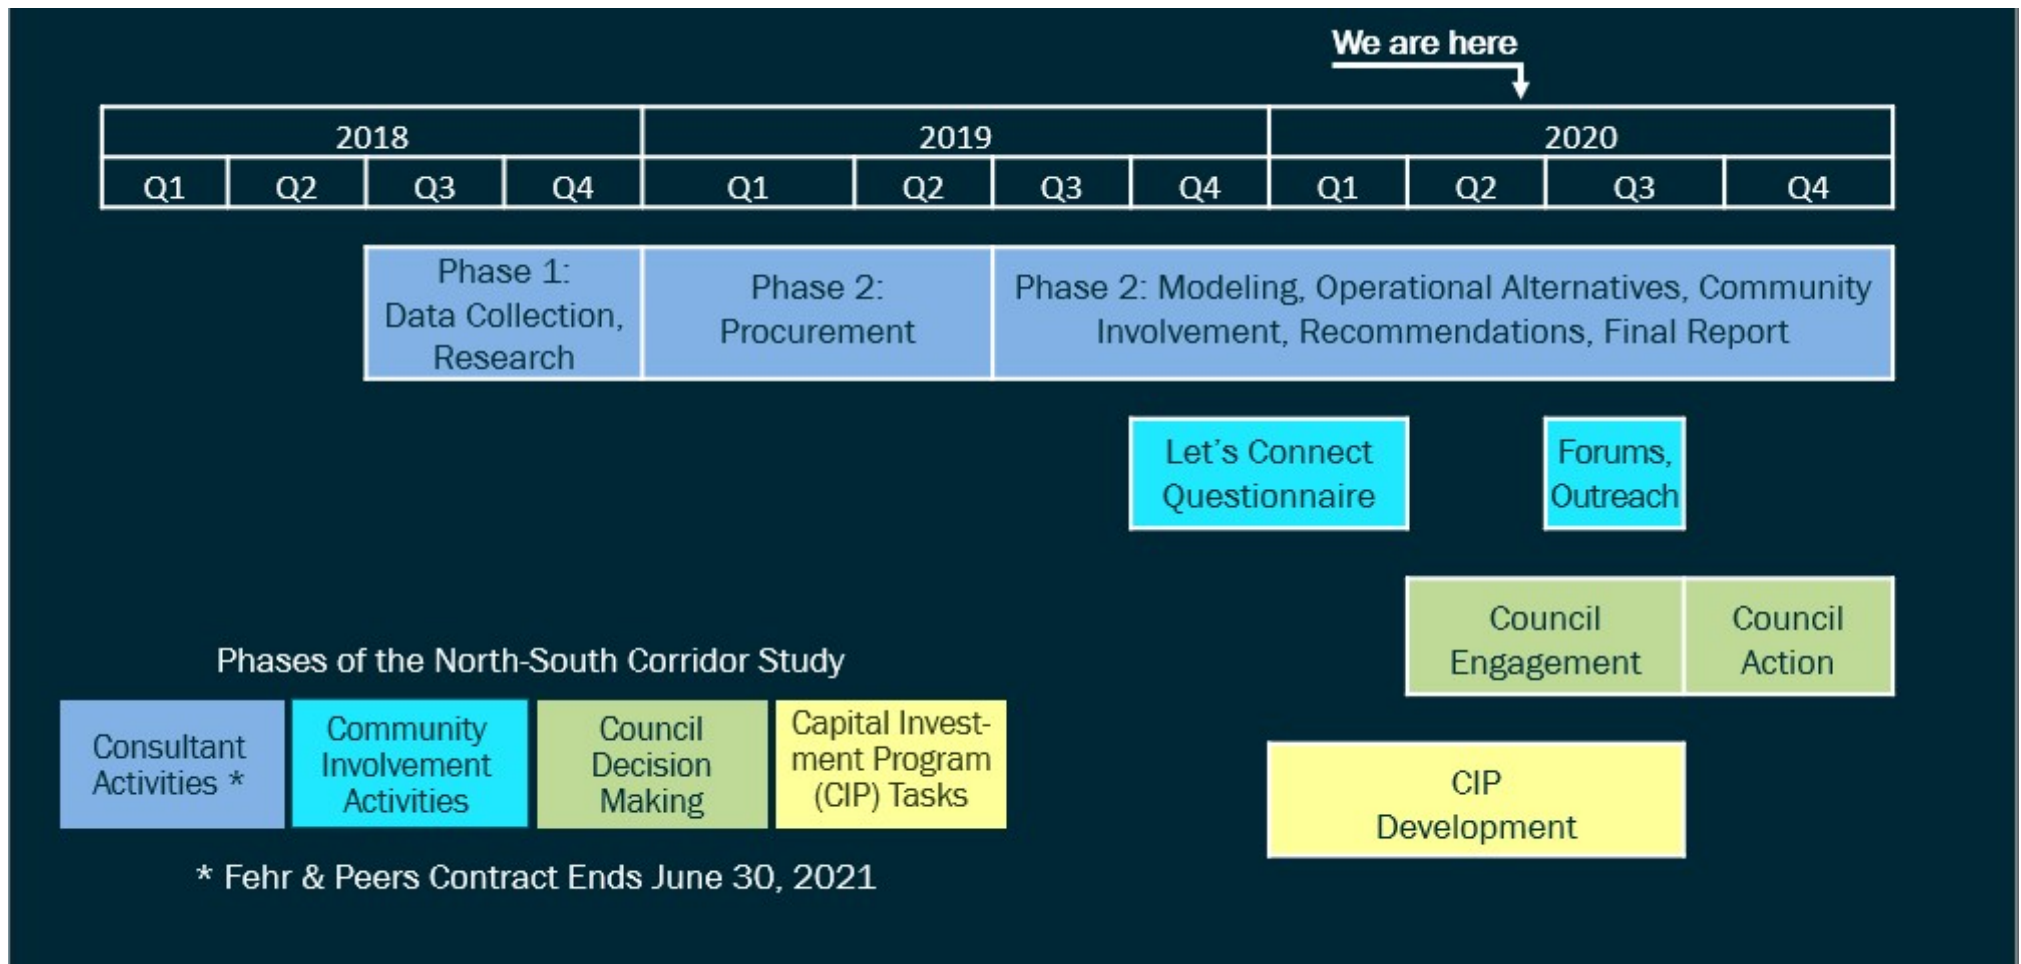 We are here
2018 2019 2020
Q1 Q2 Q3 Q4 Q1 Q2 Q3 Q4 Q1 Q2 Q3 Q4
Phase 1:
Data Collection,
Research
Phase 2:
Procurement
Phase 2: Modeling, Operational Alternatives, Community
Involvement, Recommendations, Final Report
Let’s Connect
Questionnaire
Forums,
Outreach
Council
Engagement
Council
Action
CIP
Development
Phases of the North-South Corridor Study
Consultant
Activities *
Community
Involvement
Activities
Council
Decision
Making
Capital Invest-
ment Program
(CIP) Tasks
* Fehr & Peers Contract Ends June 30, 2021